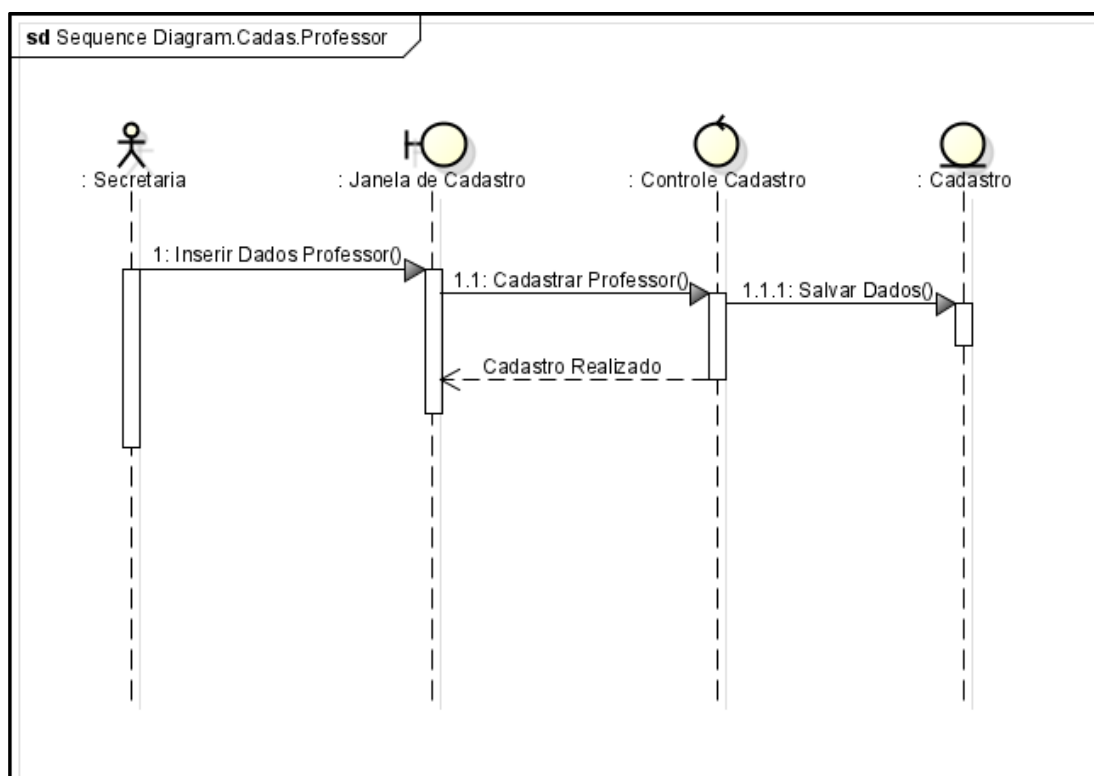 sd Sequence Diagram.Cadas.Professor
: Secretaria
: Janela de Cadastro
: Controle Cadastro
: Cadastro
1: Inserir Dados Professor()
1.1: Cadastrar Professor()
1.1.1: Salvar Dados()
Cadastro Realizado